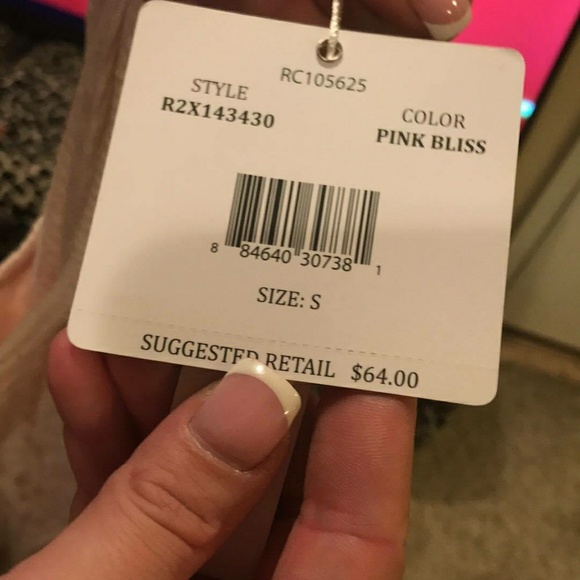 RC105625
STYLE
R2X143430
COLOR
PINK BLISS
8 84640 30738 1
SIZE: S
SUGGESTED RETAIL $64.00